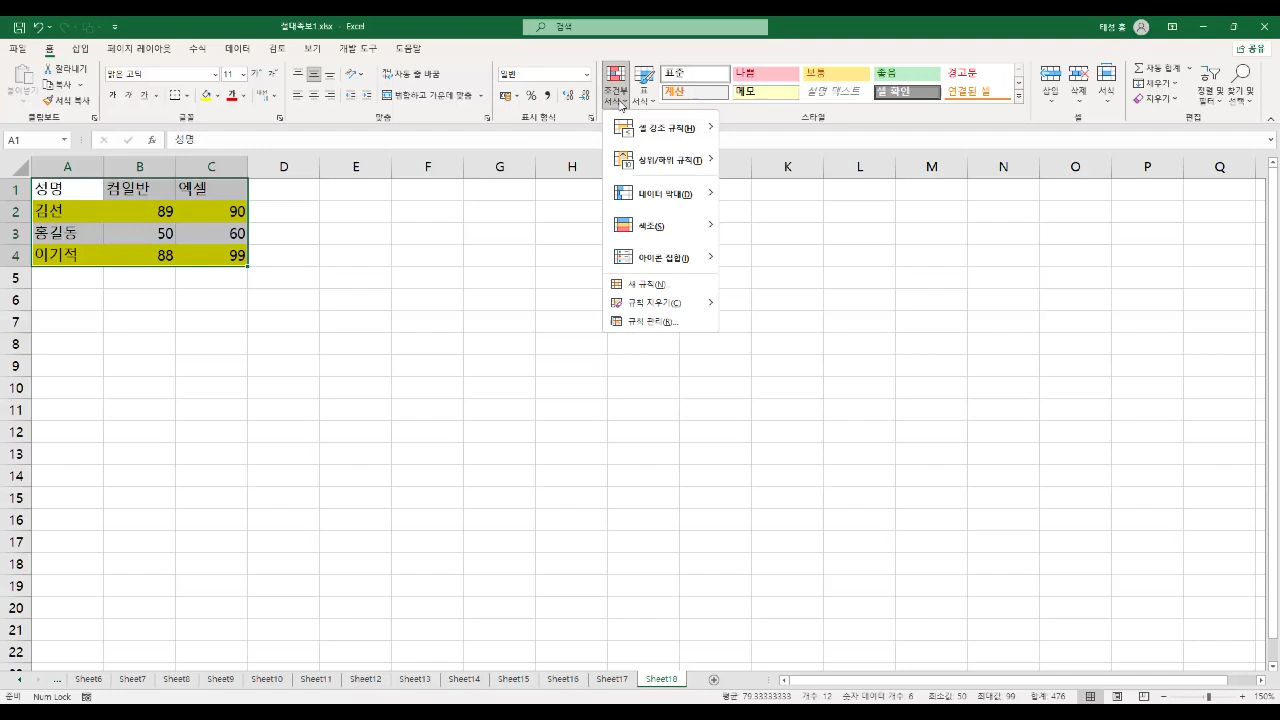 절대속보1.xlsx - Excel
검색
태성 홍
파일 홈 삽입 페이지 레이아웃 수식 데이터 검토 보기 개발 도구 도움말
공유
붙여넣기
잘라내기
복사
서식 복사
클립보드
맑은 고딕 11
가 가 가
가
글꼴
자동 줄 바꿈
병합하고 가운데 맞춤
맞춤
일반
표시 형식
조건부
서식
표
서식
표준 나쁨 보통 좋음 경고문
계산 메모 설명 텍스트 셀 확인 연결된 셀
스타일
삽입 삭제 서식
셀
자동 합계
채우기
지우기
정렬 및
필터
찾기 및
선택
편집
A1 성명
셀 강조 규칙(H)
상위/하위 규칙(T)
데이터 막대(D)
색조(S)
아이콘 집합(I)
새 규칙(N)...
규칙 지우기(C)
규칙 관리(R)...
A B C D E F G H K L M N O P Q
1 성명 컴일반 엑셀
2 김선 89 90
3 홍길동 50 60
4 이기적 88 99
5
6
7
8
9
10
11
12
13
14
15
16
17
18
19
20
21
22
... Sheet6 Sheet7 Sheet8 Sheet9 Sheet10 Sheet11 Sheet12 Sheet13 Sheet14 Sheet15 Sheet16 Sheet17 Sheet18
준비 Num Lock 평균: 79.33333333 개수: 12 숫자 데이터 개수: 6 최소값: 50 최대값: 99 합계: 476 150%